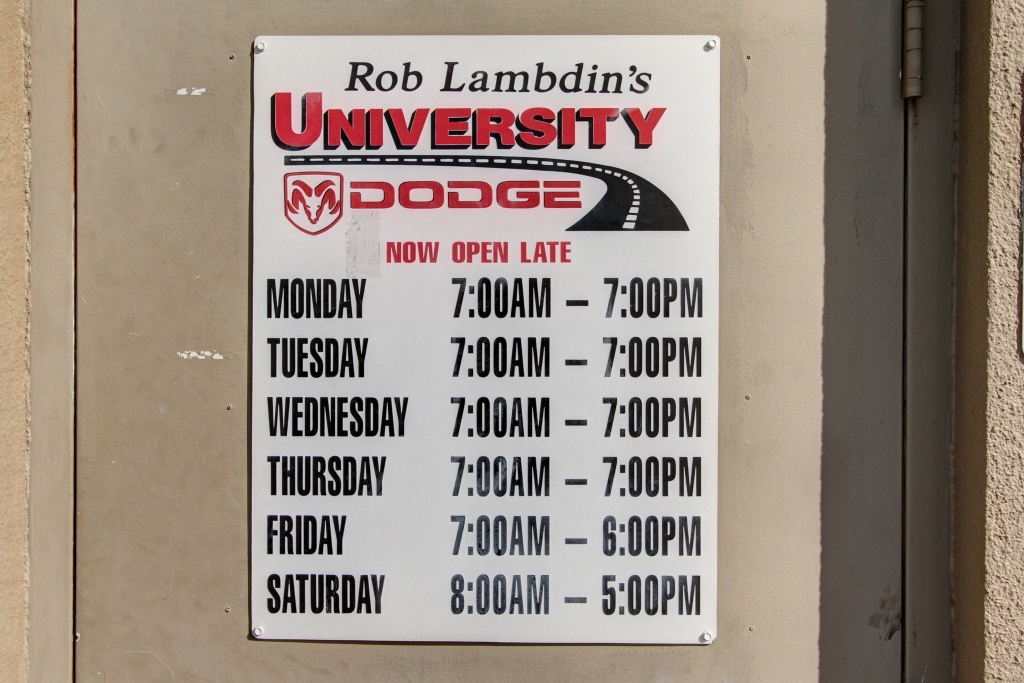 Rob Lambdin's
UNIVERSITY
DODGE
NOW OPEN LATE
MONDAY 7:00AM – 7:00PM
TUESDAY 7:00AM – 7:00PM
WEDNESDAY 7:00AM – 7:00PM
THURSDAY 7:00AM – 7:00PM
FRIDAY 7:00AM – 6:00PM
SATURDAY 8:00AM – 5:00PM